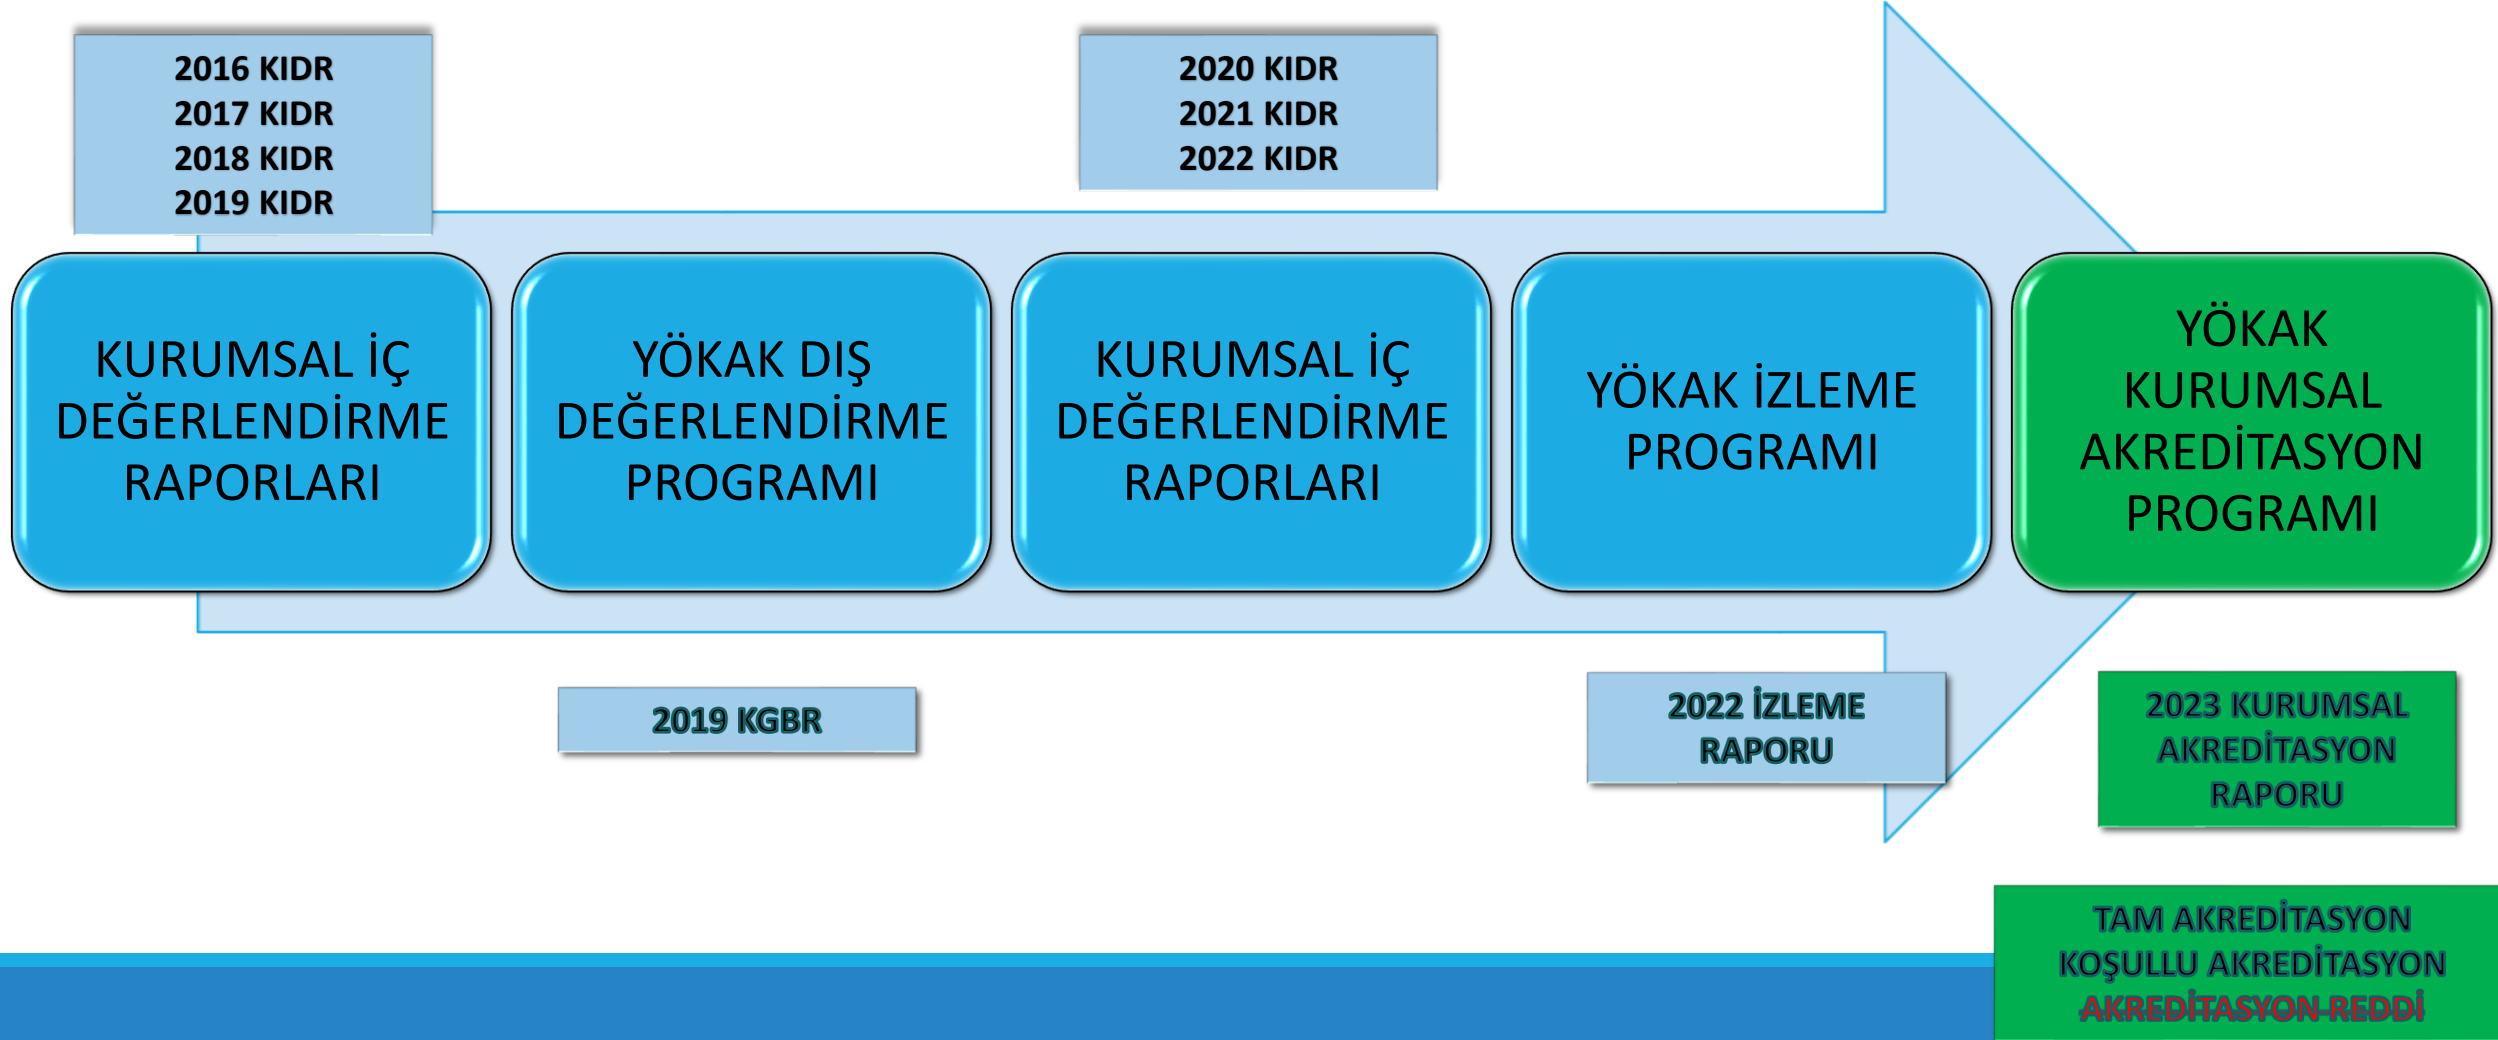 2016 KIDR
2017 KIDR
2018 KIDR
2019 KIDR
2020 KIDR
2021 KIDR
2022 KIDR
KURUMSAL İÇ
DEĞERLENDİRME
RAPORLARI
YÖKAK DIŞ
DEĞERLENDİRME
PROGRAMI
KURUMSAL İÇ
DEĞERLENDİRME
RAPORLARI
YÖKAK İZLEME
PROGRAMI
YÖKAK
KURUMSAL
AKREDİTASYON
PROGRAMI
2019 KGBR
2022 İZLEME
RAPORU
2023 KURUMSAL
AKREDİTASYON
RAPORU
TAM AKREDİTASYON
KOŞULLU AKREDİTASYON
AKREDİTASYON REDDİ